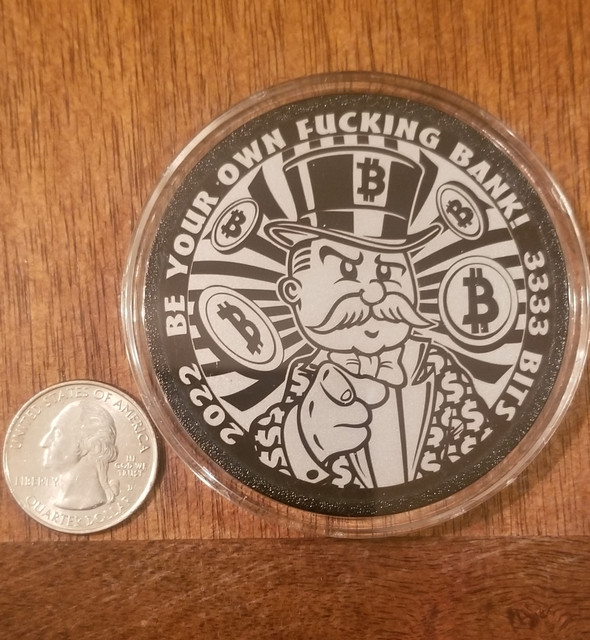 2022 BE YOUR OWN FUCKING BANK! 3333 BITS
UNITED STATES OF AMERICA
LIBERTY
IN
GOD WE
TRUST
QUARTER DOLLAR